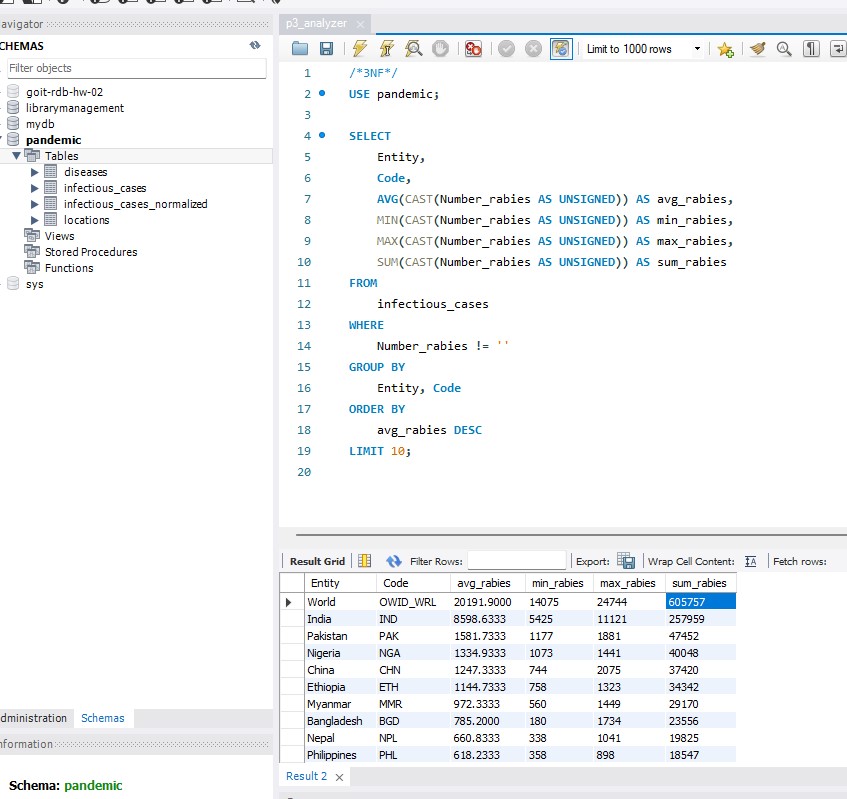 avigator
CHEMAS
Filter objects
goit-rdb-hw-02
librarymanagement
mydb
pandemic
Tables
diseases
infectious_cases
infectious_cases_normalized
locations
Views
Stored Procedures
Functions
sys
dministration Schemas
nformation
Schema: pandemic
p3_analyzer
Limit to 1000 rows
1 /*3NF*/
2 USE pandemic;
3
4 SELECT
5 Entity,
6 Code,
7 AVG(CAST(Number_rabies AS UNSIGNED)) AS avg_rabies,
8 MIN(CAST(Number_rabies AS UNSIGNED)) AS min_rabies,
9 MAX(CAST(Number_rabies AS UNSIGNED)) AS max_rabies,
10 SUM(CAST(Number_rabies AS UNSIGNED)) AS sum_rabies
11 FROM
12 infectious_cases
13 WHERE
14 Number_rabies != ''
15 GROUP BY
16 Entity, Code
17 ORDER BY
18 avg_rabies DESC
19 LIMIT 10;
20
Result Grid Filter Rows: Export: Wrap Cell Content: Fetch rows:
Entity Code avg_rabies min_rabies max_rabies sum_rabies
World OWID_WRL 20191.9000 14075 24744 605757
India IND 8598.6333 5425 11121 257959
Pakistan PAK 1581.7333 1177 1881 47452
Nigeria NGA 1334.9333 1073 1441 40048
China CHN 1247.3333 744 2075 37420
Ethiopia ETH 1144.7333 758 1323 34342
Myanmar MMR 972.3333 560 1449 29170
Bangladesh BGD 785.2000 180 1734 23556
Nepal NPL 660.8333 338 1041 19825
Philippines PHL 618.2333 358 898 18547
Result 2